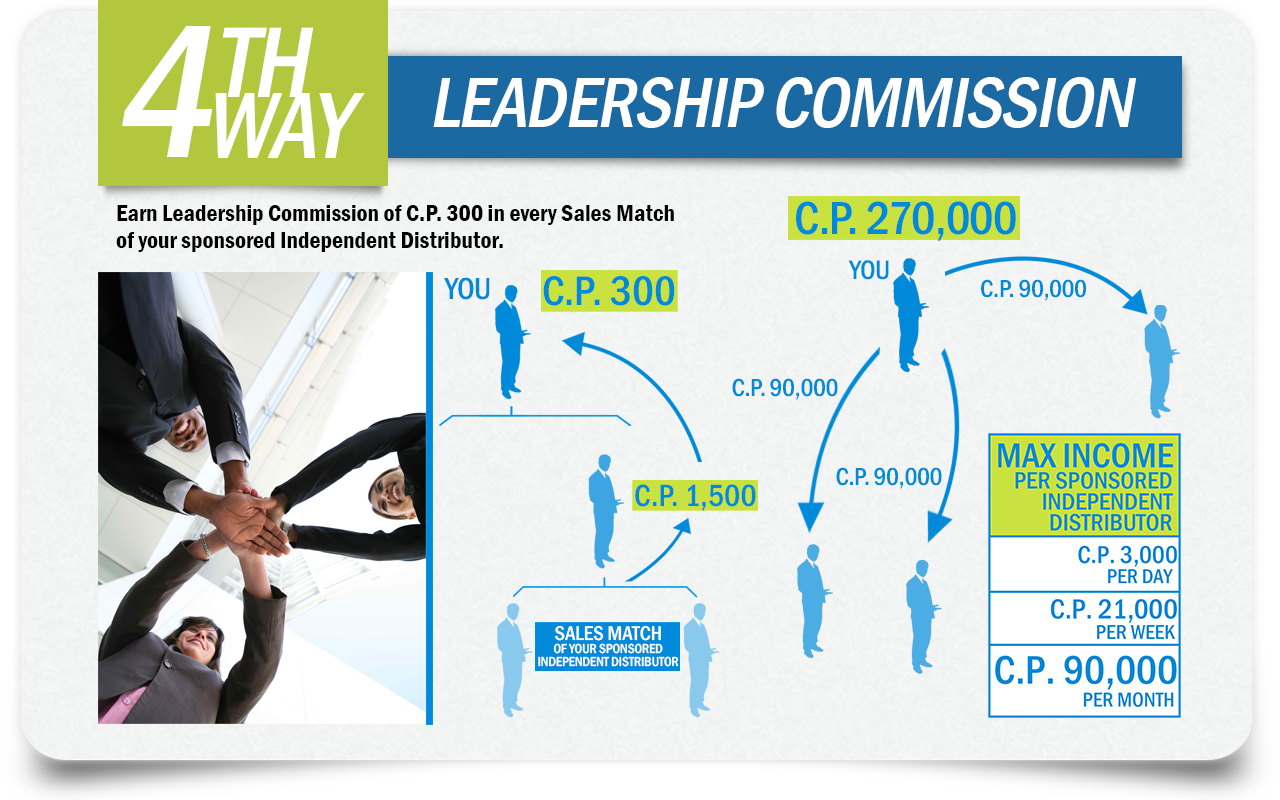 4TH
WAY
LEADERSHIP COMMISSION
Earn Leadership Commission of C.P. 300 in every Sales Match
of your sponsored Independent Distributor.
YOU
C.P. 300
C.P. 1,500
SALES MATCH
OF YOUR SPONSORED
INDEPENDENT DISTRIBUTOR
C.P. 270,000
YOU
C.P. 90,000
C.P. 90,000
C.P. 90,000
MAX INCOME
PER SPONSORED
INDEPENDENT
DISTRIBUTOR
C.P. 3,000
PER DAY
C.P. 21,000
PER WEEK
C.P. 90,000
PER MONTH